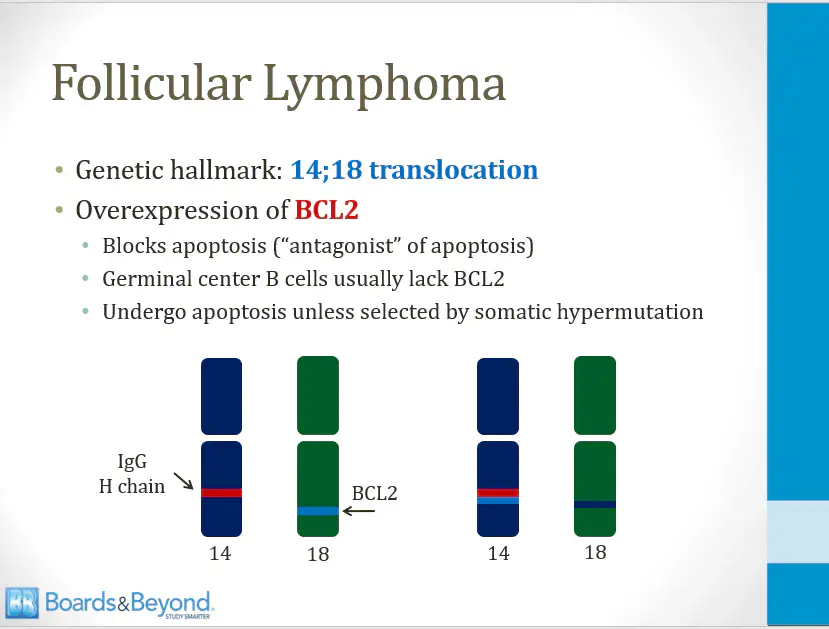 Follicular Lymphoma
• Genetic hallmark: 14;18 translocation
• Overexpression of BCL2
• Blocks apoptosis (“antagonist” of apoptosis)
• Germinal center B cells usually lack BCL2
• Undergo apoptosis unless selected by somatic hypermutation
IgG
H chain
BCL2
14
18
14
18
BB Boards&Beyond.
STUDY SMARTER